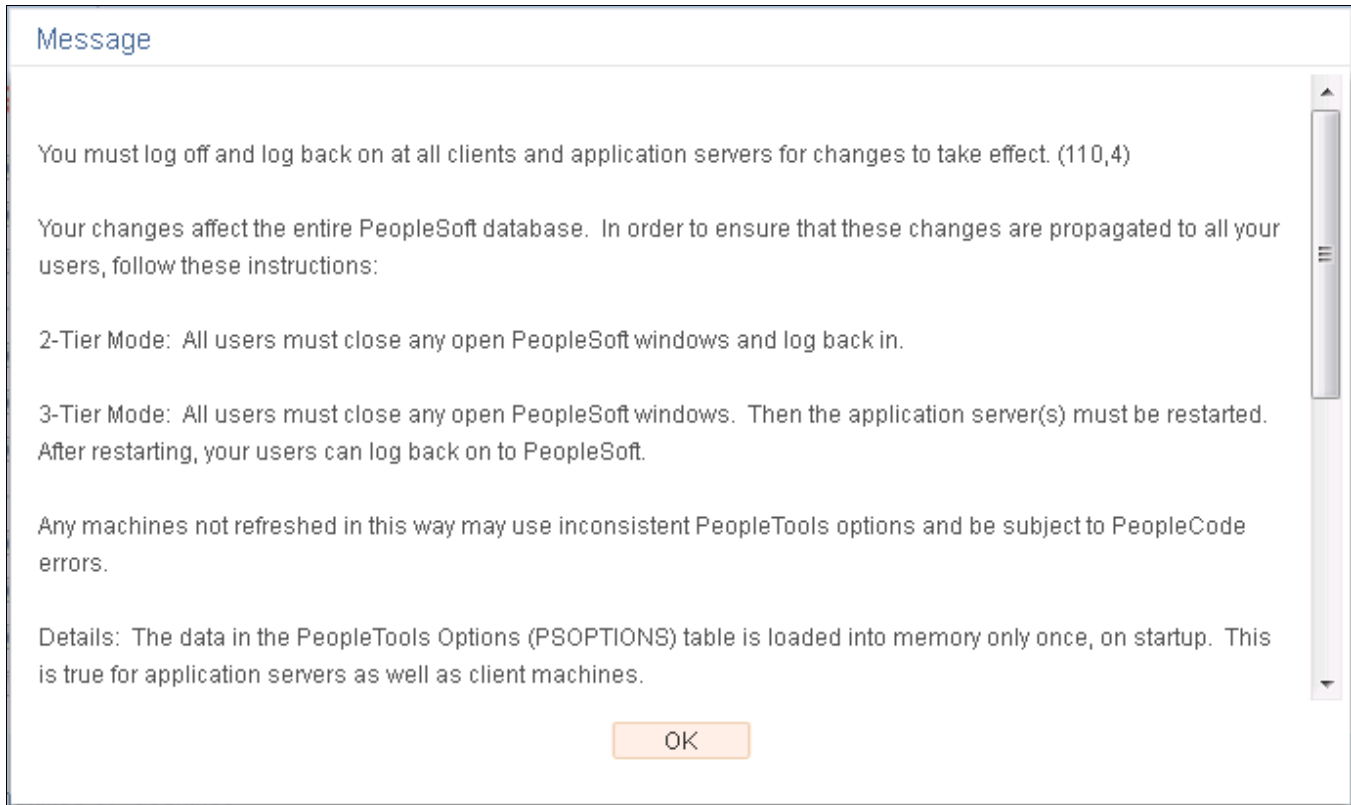 Message
You must log off and log back on at all clients and application servers for changes to take effect. (110,4)
Your changes affect the entire PeopleSoft database.  In order to ensure that these changes are propagated to all your
users, follow these instructions:
2-Tier Mode:  All users must close any open PeopleSoft windows and log back in.
3-Tier Mode:  All users must close any open PeopleSoft windows.  Then the application server(s) must be restarted.
After restarting, your users can log back on to PeopleSoft.
Any machines not refreshed in this way may use inconsistent PeopleTools options and be subject to PeopleCode
errors.
Details:  The data in the PeopleTools Options (PSOPTIONS) table is loaded into memory only once, on startup.  This
is true for application servers as well as client machines.
OK